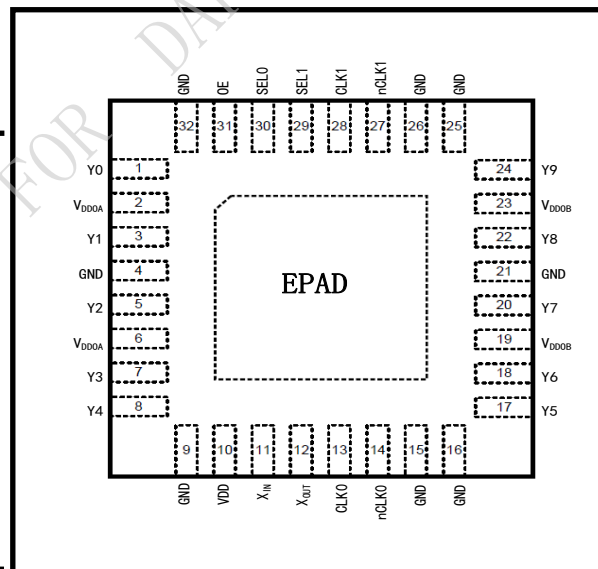 FOR DA
GND OE SEL0 SEL1 CLK1 nCLK1 GND GND
32 31 30 29 28 27 26 25
Y0 1 24 Y9
VDDOA 2 23 VDDOB
Y1 3 22 Y8
GND 4 21 GND
EPAD
Y2 5 20 Y7
VDDOA 6 19 VDDOB
Y3 7 18 Y6
Y4 8 17 Y5
9 10 11 12 13 14 15 16
GND VDD XIN XOUT CLK0 nCLK0 GND GND